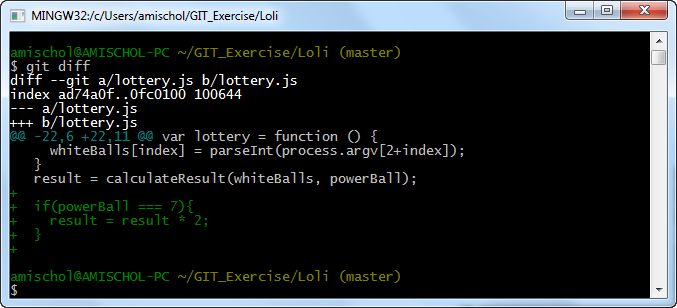 MINGW32:/c/Users/amischol/GIT_Exercise/Loli
amischol@AMISCHOL-PC ~/GIT_Exercise/Loli (master)
$ git diff
diff --git a/lottery.js b/lottery.js
index ad74a0f..0fc0100 100644
--- a/lottery.js
+++ b/lottery.js
@@ -22,6 +22,11 @@ var lottery = function () {
     whiteBalls[index] = parseInt(process.argv[2+index]);
   }
   result = calculateResult(whiteBalls, powerBall);
+
+  if(powerBall === 7){
+    result = result * 2;
+  }
+
amischol@AMISCHOL-PC ~/GIT_Exercise/Loli (master)
$